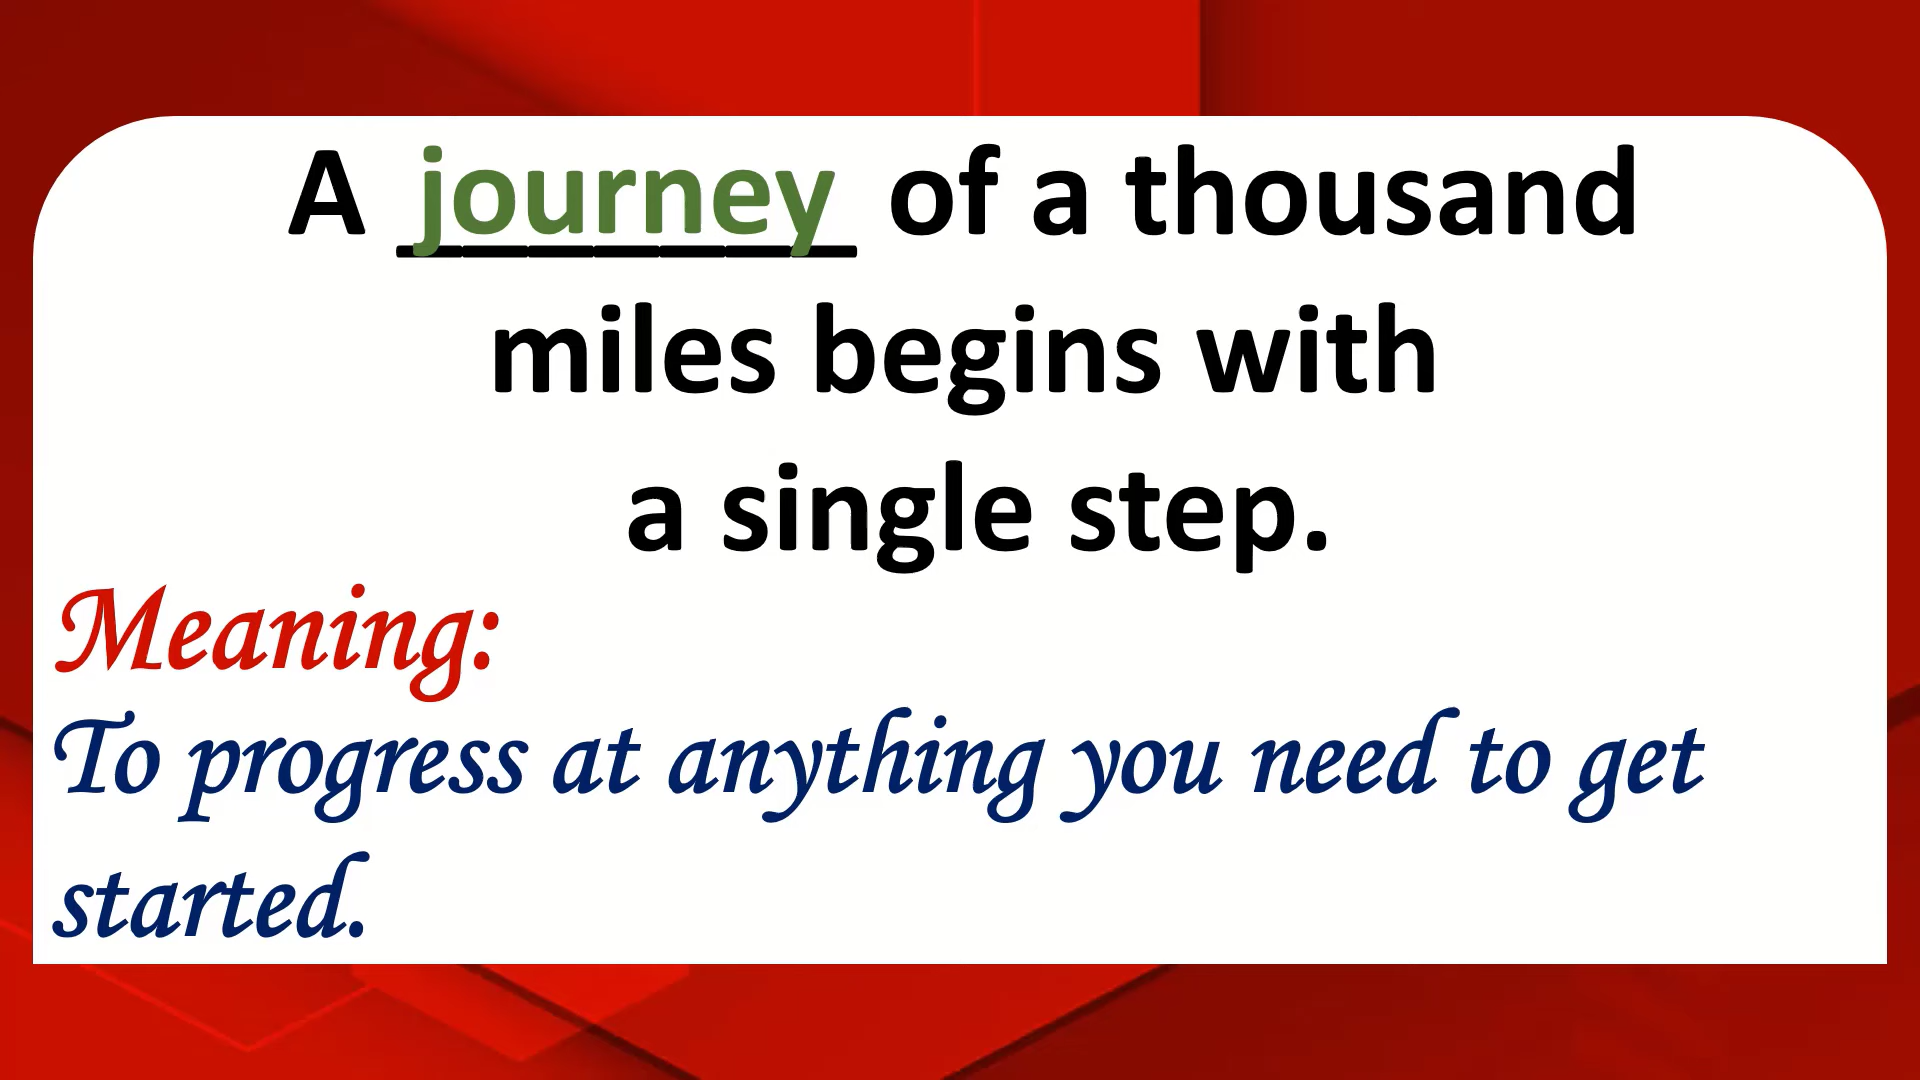 A journey of a thousand
miles begins with
a single step.
Meaning:
To progress at anything you need to get
started.